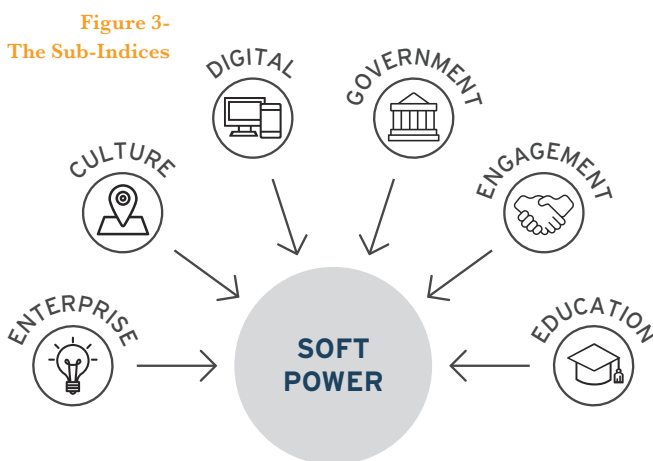 Figure 3-
The Sub-Indices
DIGITAL
GOVERNMENT
CULTURE
ENGAGEMENT
ENTERPRISE
EDUCATION
SOFT
POWER